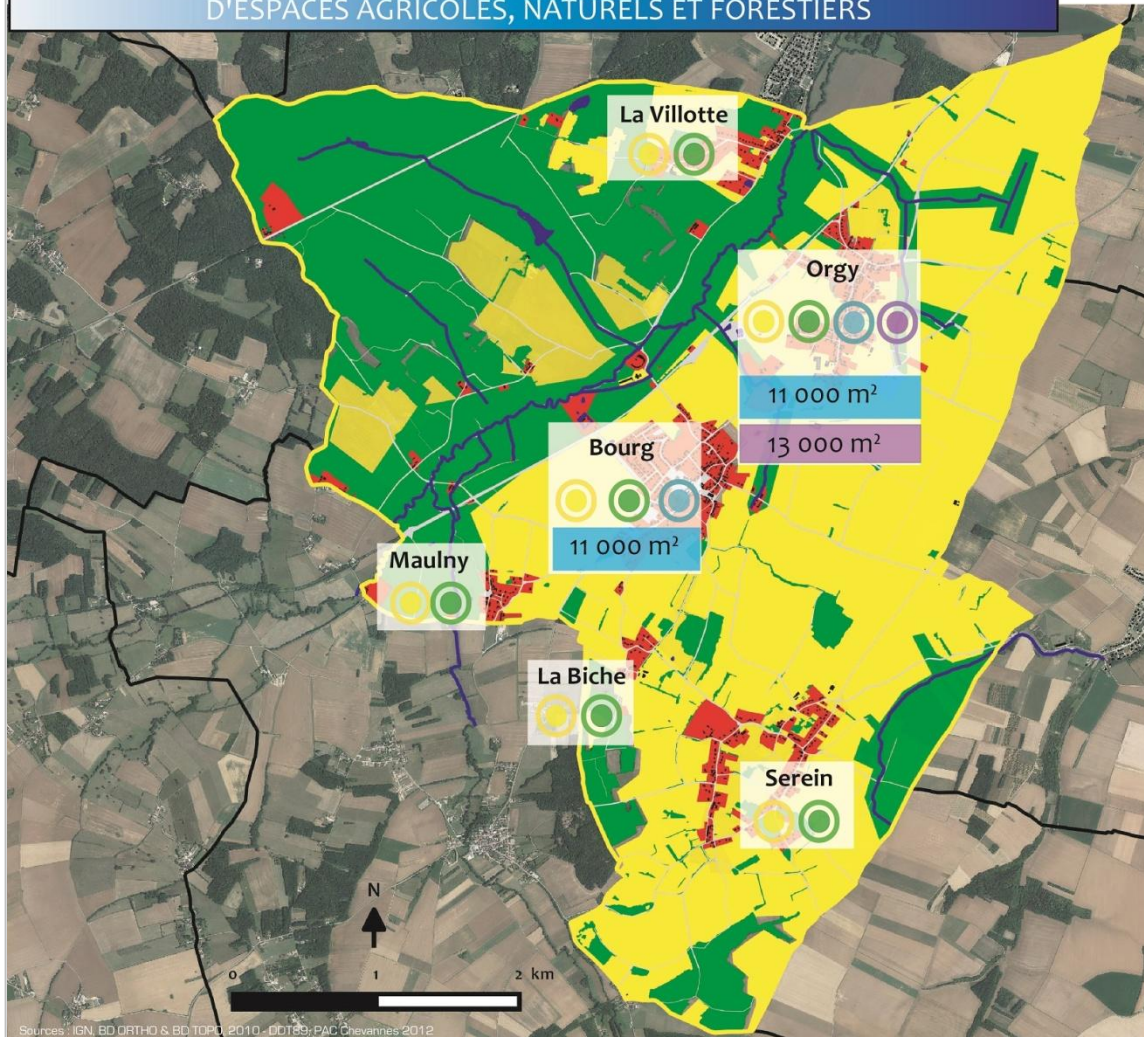 D'ESPACES AGRICOLES, NATURELS ET FORESTIERS
La Villotte
Orgy
11 000 m²
13 000 m²
Bourg
11 000 m²
Maulny
La Biche
Serein
N
0 1 2 km
Sources : IGN, BD ORTHO & BD TOPO, 2010 - DDT89, PAC Chevannes 2012